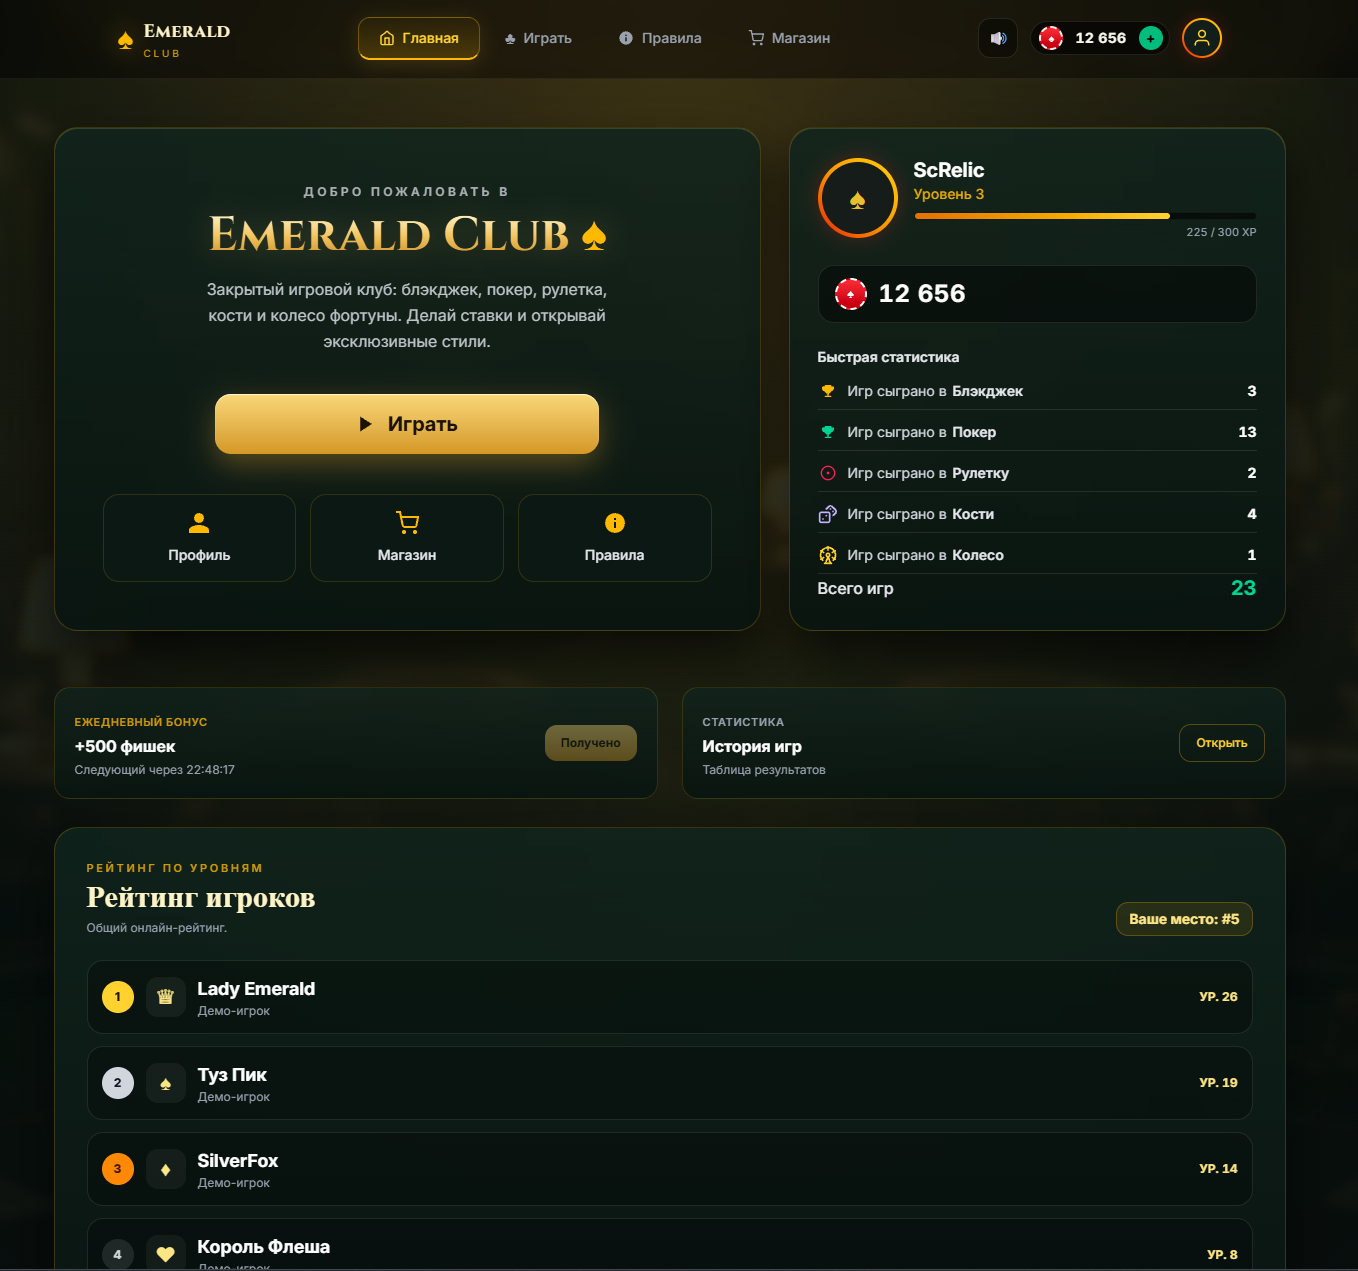 Emerald
CLUB
Главная
Играть
Правила
Магазин
12 656
+
ДОБРО ПОЖАЛОВАТЬ В
Emerald Club ♠
Закрытый игровой клуб: блэкджек, покер, рулетка,
кости и колесо фортуны. Делай ставки и открывай
эксклюзивные стили.
Играть
Профиль
Магазин
Правила
ScRelic
Уровень 3
225 / 300 XP
12 656
Быстрая статистика
Игр сыграно в Блэкджек 3
Игр сыграно в Покер 13
Игр сыграно в Рулетку 2
Игр сыграно в Кости 4
Игр сыграно в Колесо 1
Всего игр 23
ЕЖЕДНЕВНЫЙ БОНУС
+500 фишек
Следующий через 22:48:17
Получено
СТАТИСТИКА
История игр
Таблица результатов
Открыть
РЕЙТИНГ ПО УРОВНЯМ
Рейтинг игроков
Общий онлайн-рейтинг.
Ваше место: #5
1 Lady Emerald УР. 26
Демо-игрок
2 Туз Пик УР. 19
Демо-игрок
3 SilverFox УР. 14
Демо-игрок
4 Король Флеша УР. 8
Демо-игрок